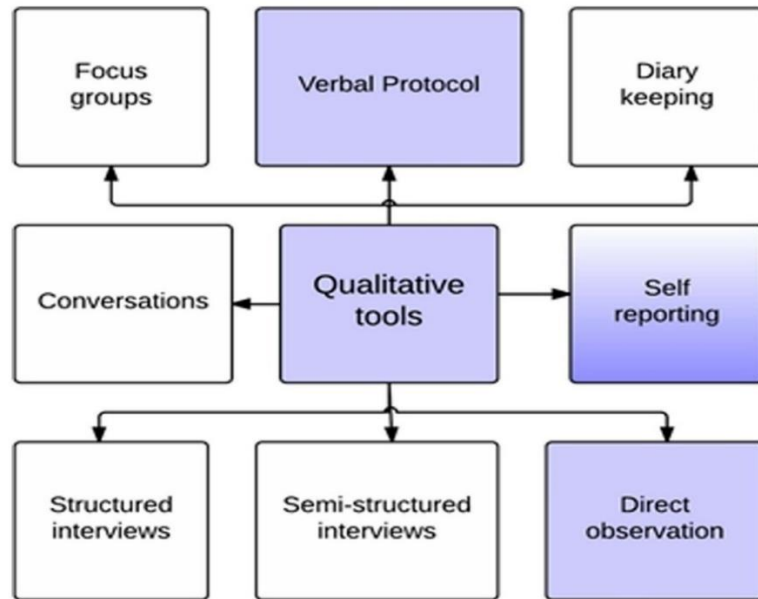 Focus
groups
Verbal Protocol
Diary
keeping
Conversations
Qualitative
tools
Self
reporting
Structured
interviews
Semi-structured
interviews
Direct
observation